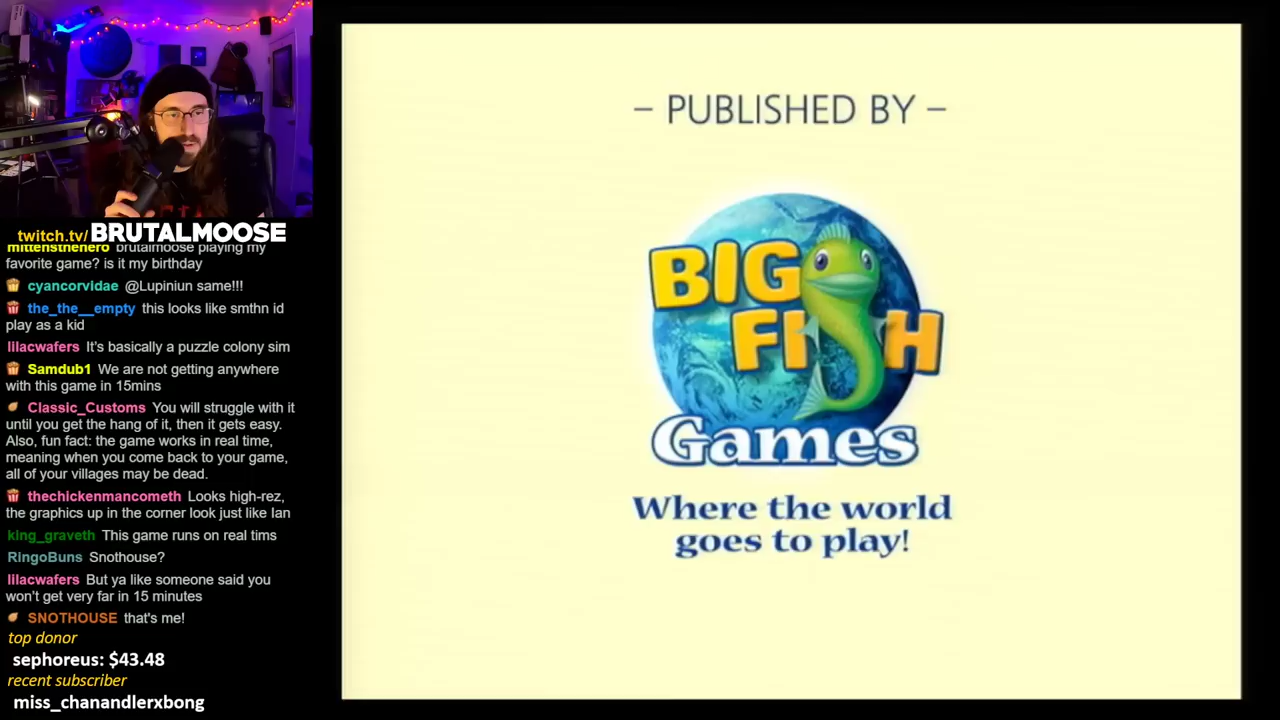 twitch.tv/BRUTALMOOSE
mittensthehero brutalmoose playing my
favorite game? is it my birthday
cyancorvidae @Lupiniun same!!!
the_the__empty this looks like smthn id
play as a kid
lilacwafers It's basically a puzzle colony sim
Samdub1 We are not getting anywhere
with this game in 15mins
Classic_Customs You will struggle with it
until you get the hang of it, then it gets easy.
Also, fun fact: the game works in real time,
meaning when you come back to your game,
all of your villages may be dead.
thechickenmancometh Looks high-rez,
the graphics up in the corner look just like Ian
king_graveth This game runs on real tims
RingoBuns Snothouse?
lilacwafers But ya like someone said you
won't get very far in 15 minutes
SNOTHOUSE that's me!
top donor
sephoreus: $43.48
recent subscriber
miss_chanandlerxbong
– PUBLISHED BY –
BIG
FISH
Games
Where the world
goes to play!